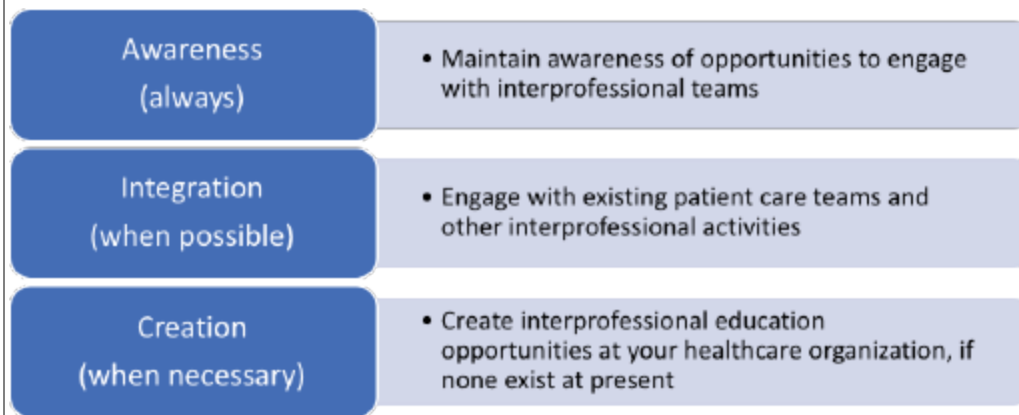 Awareness
(always)
• Maintain awareness of opportunities to engage
with interprofessional teams
Integration
(when possible)
• Engage with existing patient care teams and
other interprofessional activities
Creation
(when necessary)
• Create interprofessional education
opportunities at your healthcare organization, if
none exist at present